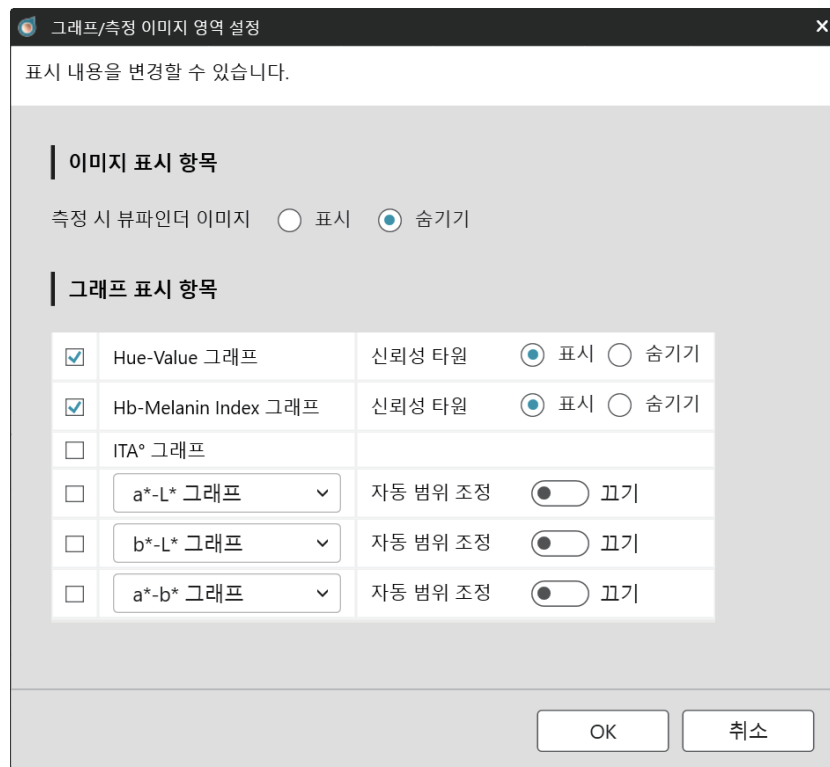 그래프/측정 이미지 영역 설정
표시 내용을 변경할 수 있습니다.
이미지 표시 항목
측정 시 뷰파인더 이미지 표시 숨기기
그래프 표시 항목
Hue-Value 그래프 신뢰성 타원 표시 숨기기
Hb-Melanin Index 그래프 신뢰성 타원 표시 숨기기
ITA° 그래프
a*-L* 그래프 자동 범위 조정 끄기
b*-L* 그래프 자동 범위 조정 끄기
a*-b* 그래프 자동 범위 조정 끄기
OK 취소